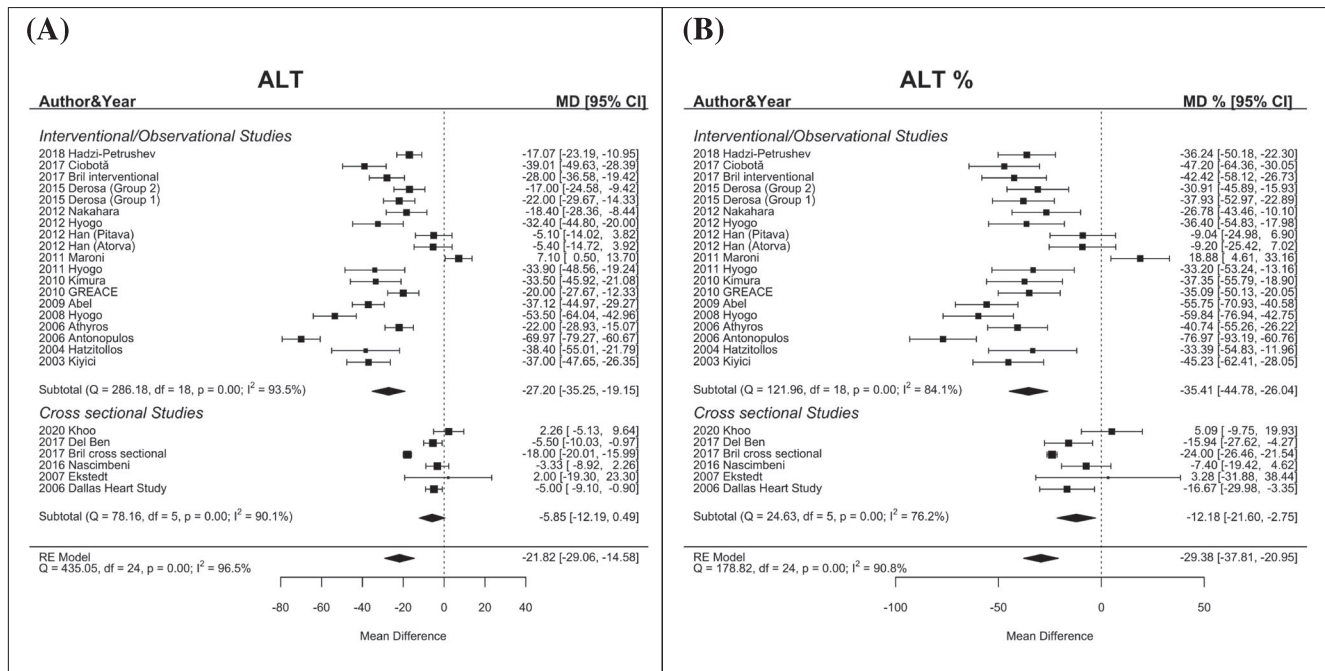 (A)
ALT
Author&Year MD [95% CI]
Interventional/Observational Studies
2018 Hadzi-Petrushev -17.07 [-23.19, -10.95]
2017 Ciobotă -39.01 [-49.63, -28.39]
2017 Bril interventional -28.00 [-36.58, -19.42]
2015 Derosa (Group 2) -17.00 [-24.58, -9.42]
2015 Derosa (Group 1) -22.00 [-29.67, -14.33]
2012 Nakahara -18.40 [-28.36, -8.44]
2012 Hyogo -32.40 [-44.80, -20.00]
2012 Han (Pitava) -5.10 [-14.02, 3.82]
2012 Han (Atorva) -5.40 [-14.72, 3.92]
2011 Maroni 7.10 [ 0.50, 13.70]
2011 Hyogo -33.90 [-48.56, -19.24]
2010 Kimura -33.50 [-45.92, -21.08]
2010 GREACE -20.00 [-27.67, -12.33]
2009 Abel -37.12 [-44.97, -29.27]
2008 Hyogo -53.50 [-64.04, -42.96]
2006 Athyros -22.00 [-28.93, -15.07]
2006 Antonopulos -69.97 [-79.27, -60.67]
2004 Hatzitollos -38.40 [-55.01, -21.79]
2003 Kiyici -37.00 [-47.65, -26.35]
Subtotal (Q = 286.18, df = 18, p = 0.00; I² = 93.5%) -27.20 [-35.25, -19.15]
Cross sectional Studies
2020 Khoo 2.26 [-5.13, 9.64]
2017 Del Ben -5.50 [-10.03, -0.97]
2017 Bril cross sectional -18.00 [-20.01, -15.99]
2016 Nascimbeni -3.33 [-8.92, 2.26]
2007 Ekstedt 2.00 [-19.30, 23.30]
2006 Dallas Heart Study -5.00 [-9.10, -0.90]
Subtotal (Q = 78.16, df = 5, p = 0.00; I² = 90.1%) -5.85 [-12.19, 0.49]
RE Model -21.82 [-29.06, -14.58]
Q = 435.05, df = 24, p = 0.00; I² = 96.5%
-80 -60 -40 -20 0 20 40
Mean Difference
(B)
ALT %
Author&Year MD % [95% CI]
Interventional/Observational Studies
2018 Hadzi-Petrushev -36.24 [-50.18, -22.30]
2017 Ciobotă -47.20 [-64.36, -30.05]
2017 Bril interventional -42.42 [-58.12, -26.73]
2015 Derosa (Group 2) -30.91 [-45.89, -15.93]
2015 Derosa (Group 1) -37.93 [-52.97, -22.89]
2012 Nakahara -26.78 [-43.46, -10.10]
2012 Hyogo -36.40 [-54.83, -17.98]
2012 Han (Pitava) -9.04 [-24.98, 6.90]
2012 Han (Atorva) -9.20 [-25.42, 7.02]
2011 Maroni 18.88 [ 4.61, 33.16]
2011 Hyogo -33.20 [-53.24, -13.16]
2010 Kimura -37.35 [-55.79, -18.90]
2010 GREACE -35.09 [-50.13, -20.05]
2009 Abel -55.75 [-70.93, -40.58]
2008 Hyogo -59.84 [-76.94, -42.75]
2006 Athyros -40.74 [-55.26, -26.22]
2006 Antonopulos -76.97 [-93.19, -60.76]
2004 Hatzitollos -33.39 [-54.83, -11.96]
2003 Kiyici -45.23 [-62.41, -28.05]
Subtotal (Q = 121.96, df = 18, p = 0.00; I² = 84.1%) -35.41 [-44.78, -26.04]
Cross sectional Studies
2020 Khoo 5.09 [-9.75, 19.93]
2017 Del Ben -15.94 [-27.62, -4.27]
2017 Bril cross sectional -24.00 [-26.46, -21.54]
2016 Nascimbeni -7.40 [-19.42, 4.62]
2007 Ekstedt 3.28 [-31.88, 38.44]
2006 Dallas Heart Study -16.67 [-29.98, -3.35]
Subtotal (Q = 24.63, df = 5, p = 0.00; I² = 76.2%) -12.18 [-21.60, -2.75]
RE Model -29.38 [-37.81, -20.95]
Q = 178.82, df = 24, p = 0.00; I² = 90.8%
-100 -50 0 50
Mean Difference